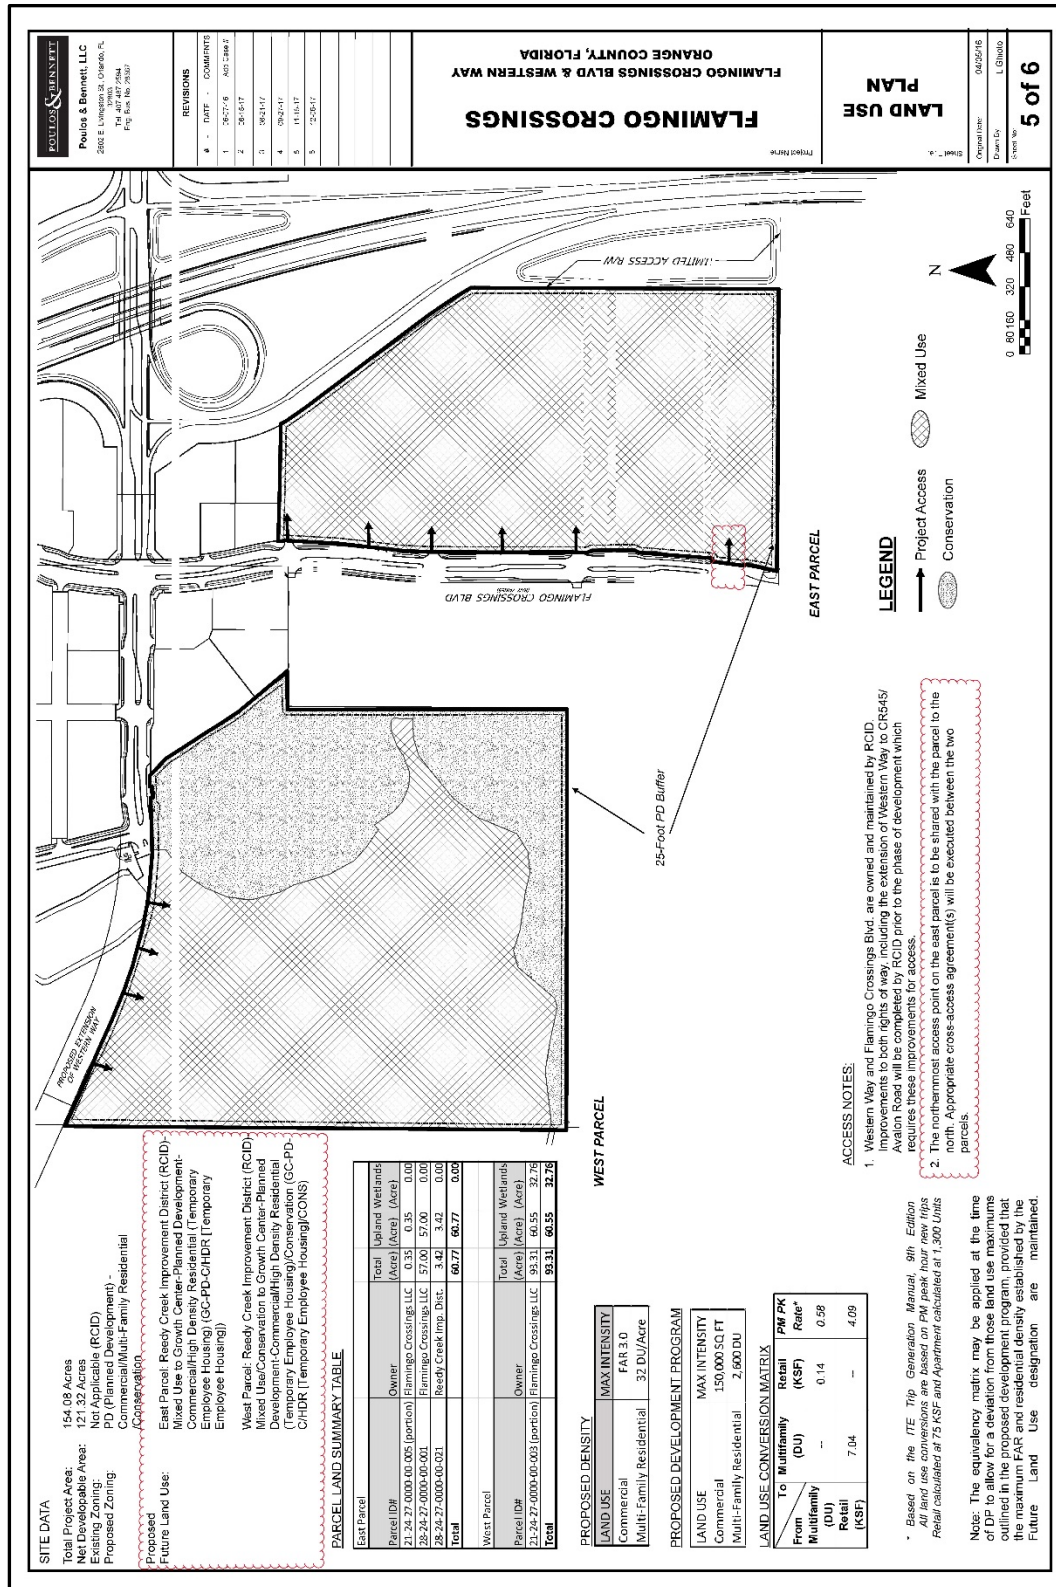 SITE DATA
Total Project Area: 154.08 Acres
Net Developable Area: 121.32 Acres
Existing Zoning: Not Applicable (RCID)
Proposed Zoning: PD (Planned Development) -
Commercial/Multi-Family Residential
/Conservation
Proposed
Future Land Use: East Parcel: Reedy Creek Improvement District (RCID)-
Mixed Use to Growth Center-Planned Development-
Commercial/High Density Residential (Temporary
Employee Housing) (GC-PD-C/HDR [Temporary
Employee Housing])
West Parcel: Reedy Creek Improvement District (RCID)
Mixed Use/Conservation to Growth Center-Planned
Development-Commercial/High Density Residential
(Temporary Employee Housing)/Conservation (GC-PD-
C/HDR [Temporary Employee Housing]/CONS)
PARCEL LAND SUMMARY TABLE
East Parcel
Parcel ID# Owner Total (Acre) Upland (Acre) Wetlands (Acre)
21-24-27-0000-00-005 (portion) Flamingo Crossings LLC 0.35 0.35 0.00
28-24-27-0000-00-001 Flamingo Crossings LLC 57.00 57.00 0.00
28-24-27-0000-00-021 Reedy Creek Imp. Dist. 3.42 3.42 0.00
Total 60.77 60.77 0.00
West Parcel
Parcel ID# Owner Total (Acre) Upland (Acre) Wetlands (Acre)
21-24-27-0000-00-003 (portion) Flamingo Crossings LLC 93.31 60.55 32.76
Total 93.31 60.55 32.76
PROPOSED DENSITY
LAND USE MAX INTENSITY
Commercial FAR 3.0
Multi-Family Residential 32 DU/Acre
PROPOSED DEVELOPMENT PROGRAM
LAND USE MAX INTENSITY
Commercial 150,000 SQ FT
Multi-Family Residential 2,600 DU
LAND USE CONVERSION MATRIX
From To Multifamily (DU) Retail (KSF) PM PK Rate*
Multifamily (DU) -- 0.14 0.58
Retail (KSF) 7.04 -- 4.09
* Based on the ITE Trip Generation Manual, 9th Edition
All land use conversions are based on PM peak hour new trips
Retail calculated at 75 KSF and Apartment calculated at 1,300 Units
Note: The equivalency matrix may be applied at the time
of DP to allow for a deviation from those land use maximums
outlined in the proposed development program, provided that
the maximum FAR and residential density established by the
Future Land Use designation are maintained.
PROPOSED EXTENSION
OF WESTERN WAY
WEST PARCEL
25-Foot PD Buffer
FLAMINGO CROSSINGS BLVD
EAST PARCEL
LIMITED ACCESS R/W
ACCESS NOTES:
1. Western Way and Flamingo Crossings Blvd. are owned and maintained by RCID.
Improvements to both rights of way, including the extension of Western Way to CR545/
Avalon Road will be completed by RCID prior to the phase of development which
requires these improvements for access.
2. The northernmost access point on the east parcel is to be shared with the parcel to the
north. Appropriate cross-access agreement(s) will be executed between the two
parcels.
LEGEND
Project Access
Mixed Use
Conservation
N
0 80 160 320 480 640
Feet
POULOS & BENNETT
Poulos & Bennett, LLC
2602 E. Livingston St., Orlando, FL
REVISIONS
# - DATE - COMMENTS
1 Add Case #
2
3
4
5
Project Name
FLAMINGO CROSSINGS
FLAMINGO CROSSINGS BLVD & WESTERN WAY
ORANGE COUNTY, FLORIDA
LAND USE
PLAN
Original Date:
Drawn By
Sheet No
5 of 6